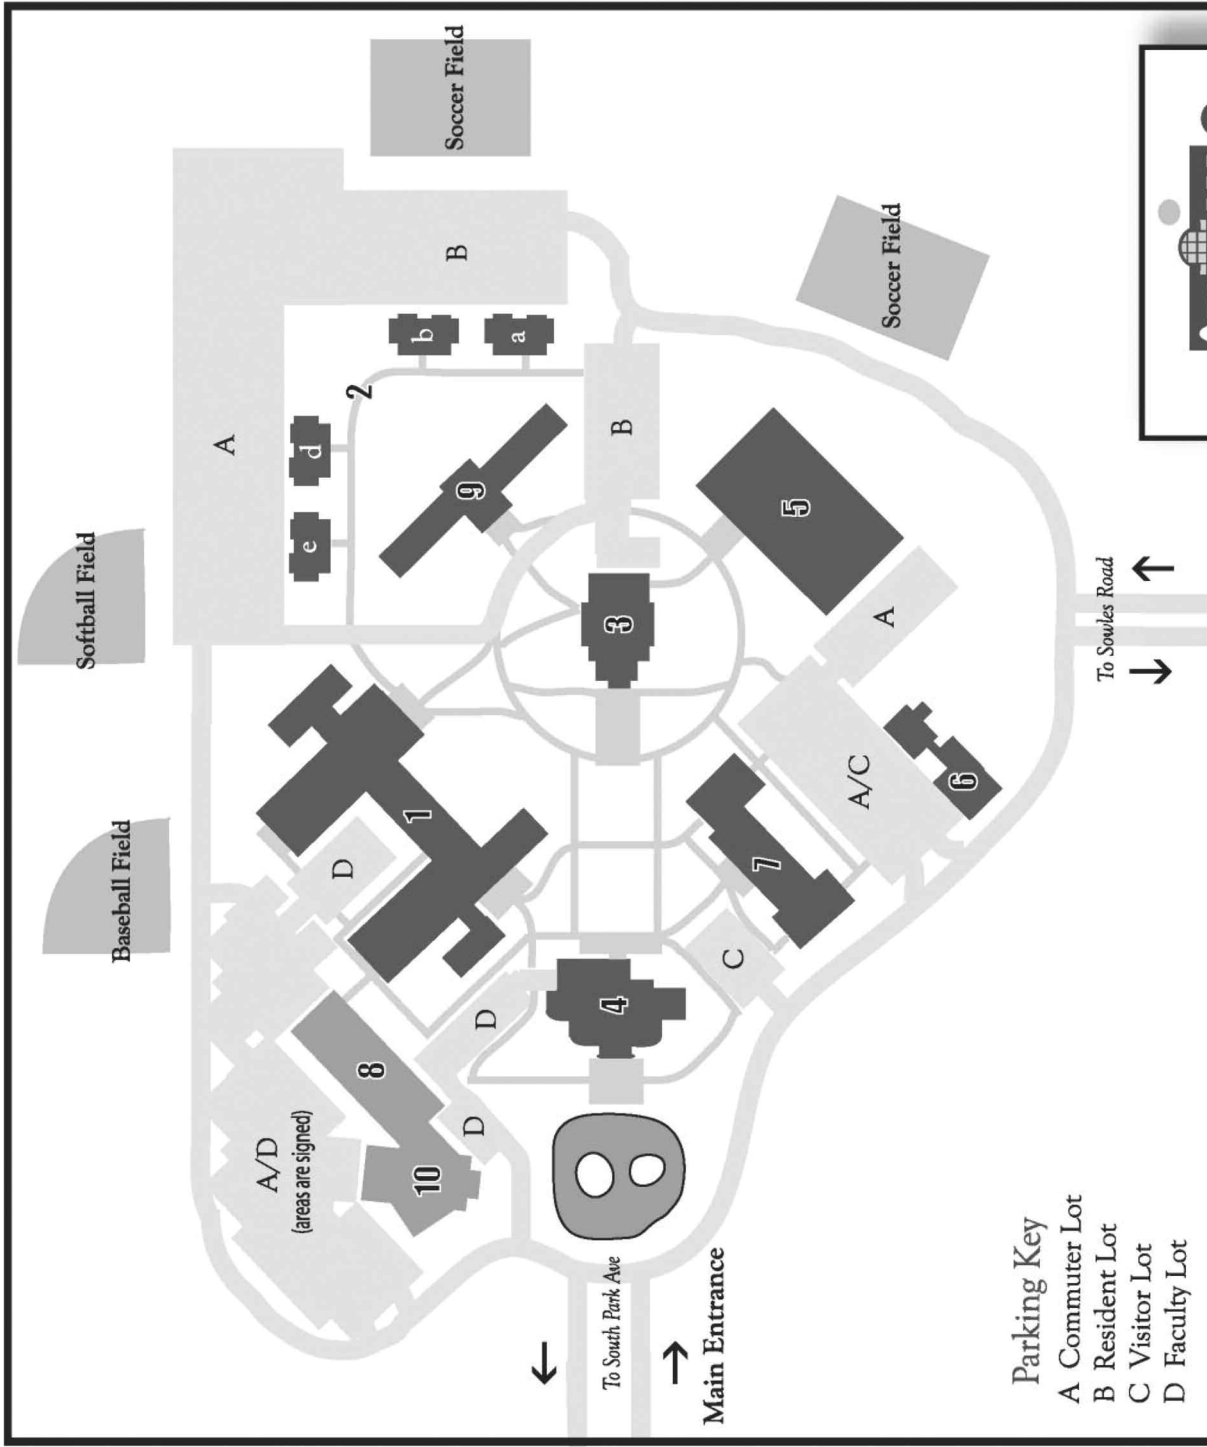 Softball Field
Baseball Field
Soccer Field
Soccer Field
A
B
B
2
d
e
b
a
9
1
D
3
5
A
A/C
6
7
C
4
D
D
8
10
A/D
(areas are signed)
To Sowles Road
To South Park Ave
Main Entrance
Parking Key
A Commuter Lot
B Resident Lot
C Visitor Lot
D Faculty Lot